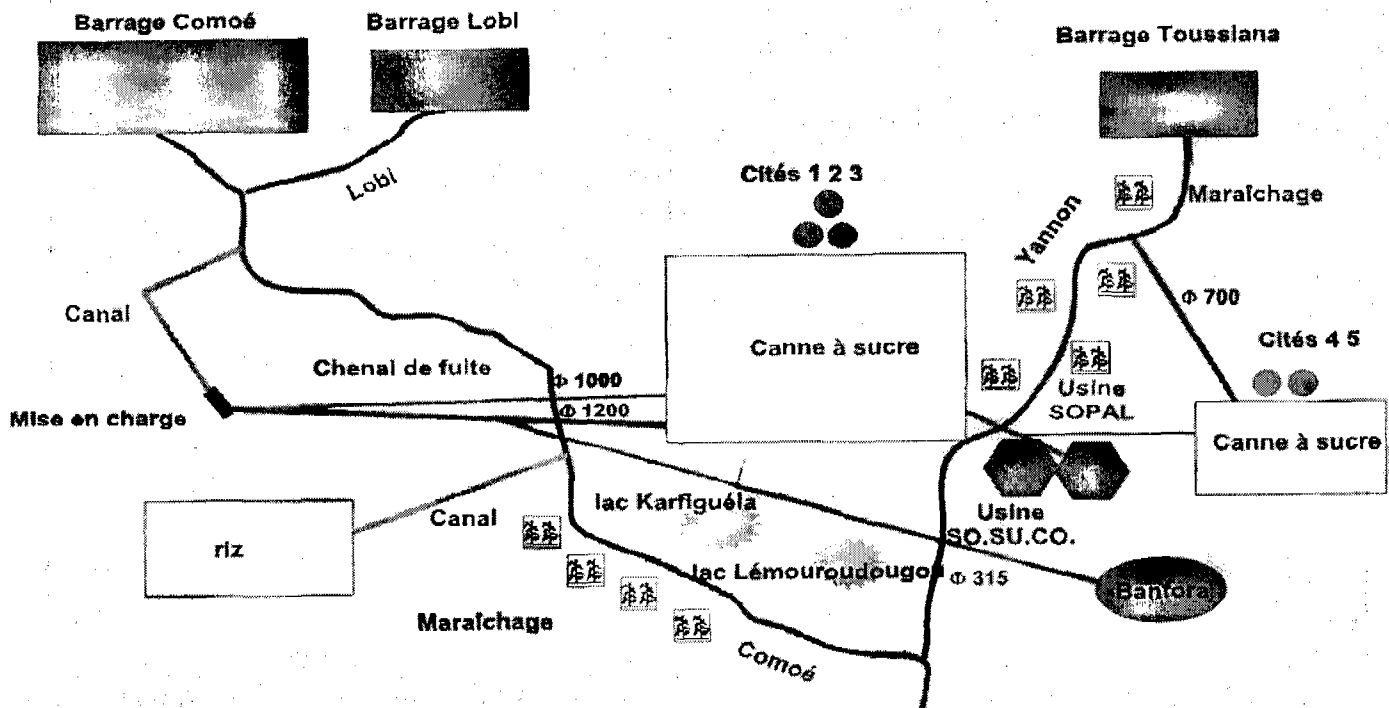 Barrage Comoé
Barrage Lobi
Barrage Toussiana
Lobi
Cités 1 2 3
Yannon
Maraîchage
Canal
Φ 700
Canne à sucre
Cités 4 5
Chenal de fuite
Φ 1000
Φ 1200
Mise en charge
Usine
SOPAL
Canne à sucre
Canal
lac Karfiguéla
riz
Usine
SO.SU.CO.
lac Lémouroudougou
Φ 315
Banfora
Maraîchage
Comoé